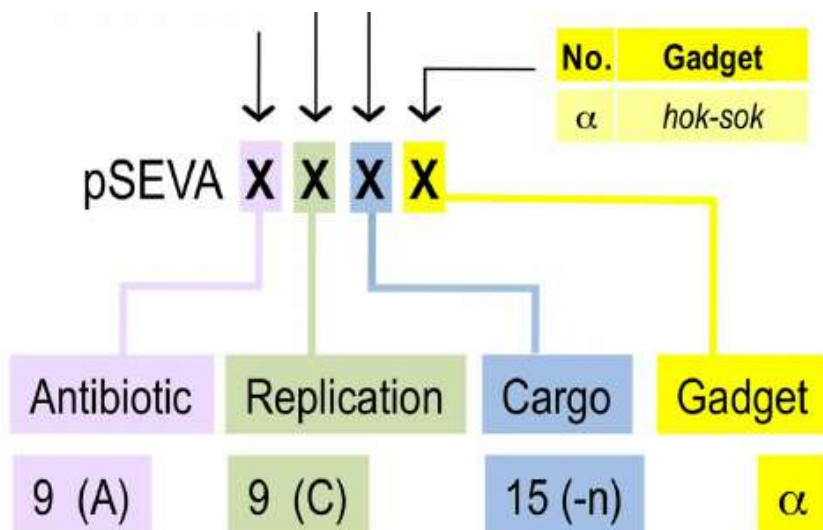 No. Gadget
α hok-sok
pSEVA X X X X
Antibiotic Replication Cargo Gadget
9 (A) 9 (C) 15 (-n) α